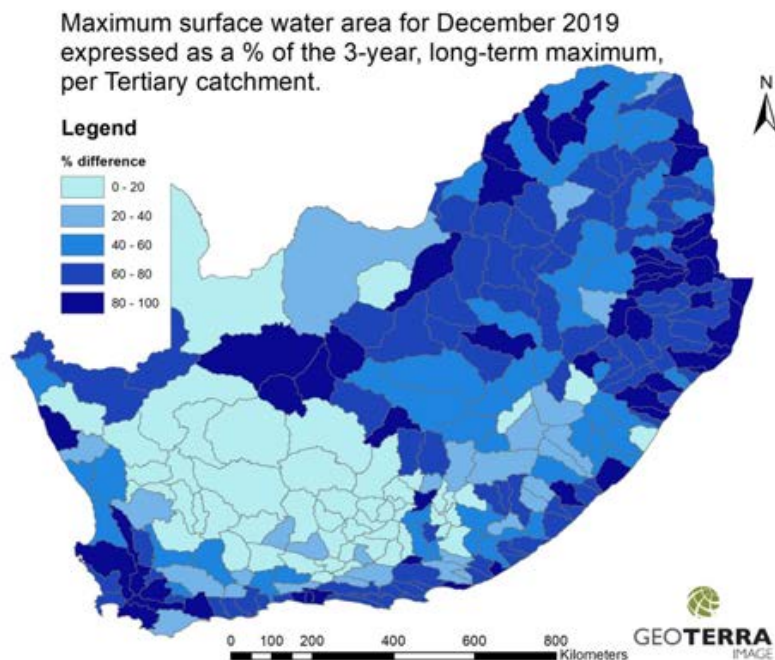 Maximum surface water area for December 2019
expressed as a % of the 3-year, long-term maximum,
per Tertiary catchment.
N
Legend
% difference
0 - 20
20 - 40
40 - 60
60 - 80
80 - 100
0 100 200 400 600 800
Kilometers
GEOTERRA
IMAGE